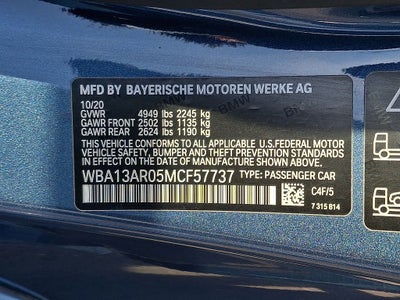 MFD BY BAYERISCHE MOTOREN WERKE AG
10/20
GVWR 4949 lbs 2245 kg
GAWR FRONT 2502 lbs 1135 kg
GAWR REAR 2624 lbs 1190 kg
THIS VEHICLE CONFORMS TO ALL APPLICABLE U.S.FEDERAL MOTOR
VEHICLE SAFETY, BUMPER AND THEFT PREVENTION STANDARDS
IN EFFECT ON THE DATE OF MANUFACTURE SHOWN ABOVE.
WBA13AR05MCF57737 TYPE: PASSENGER CAR
C4F/5
7 315 814